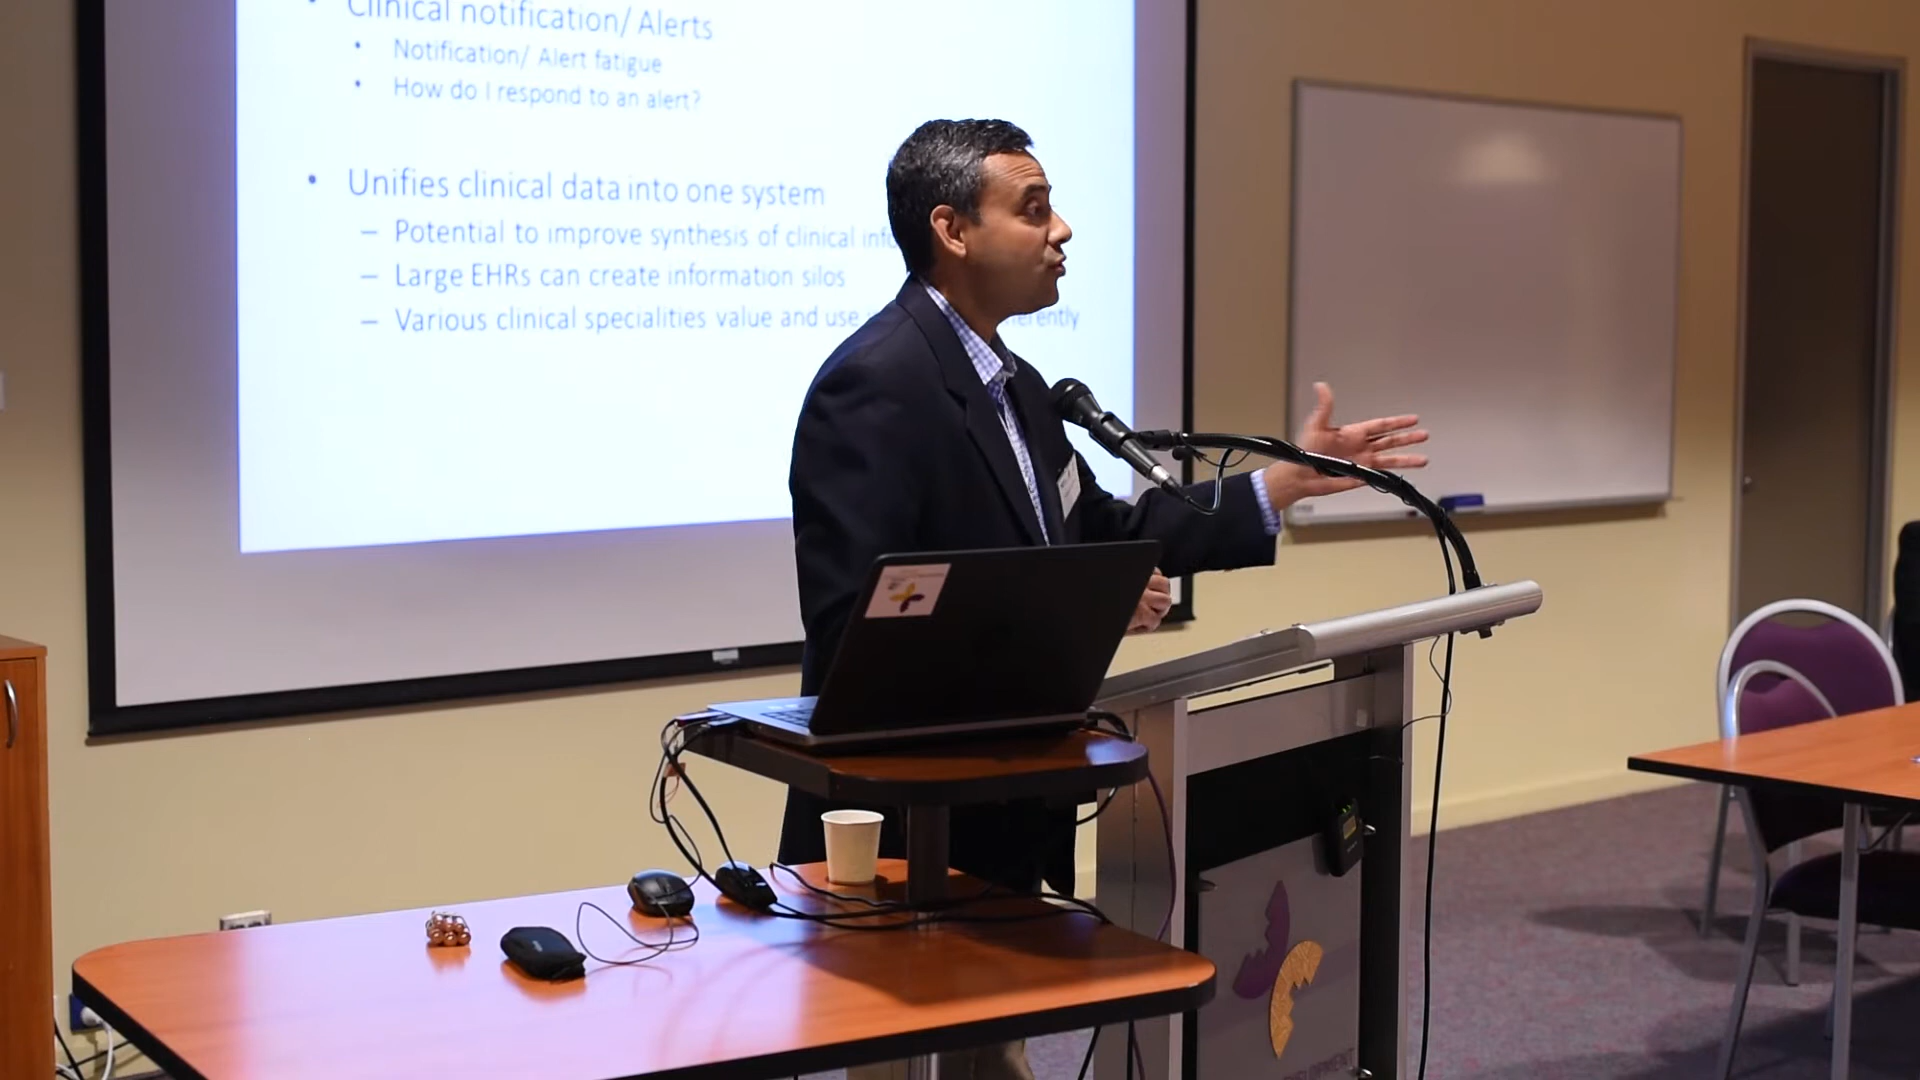 • Clinical notification/ Alerts
• Notification/ Alert fatigue
• How do I respond to an alert?
• Unifies clinical data into one system
– Potential to improve synthesis of clinical
– Large EHRs can create information silos
– Various clinical specialities value and use